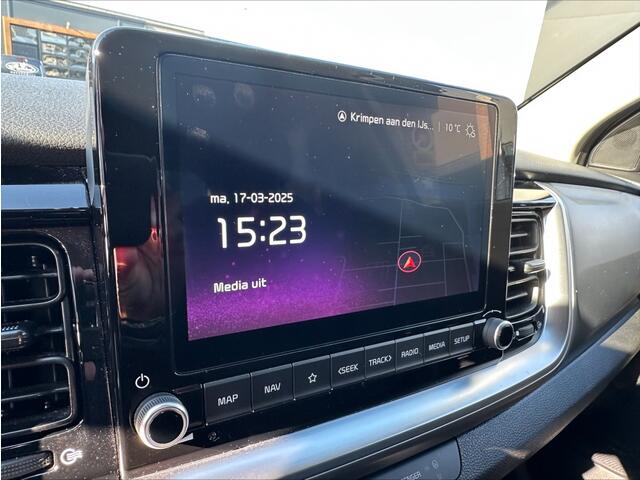 Krimpen aan den IJs... | 10 °C
ma, 17-03-2025
15:23
Media uit
MAP NAV ☆ <SEEK TRACK> RADIO MEDIA SETUP